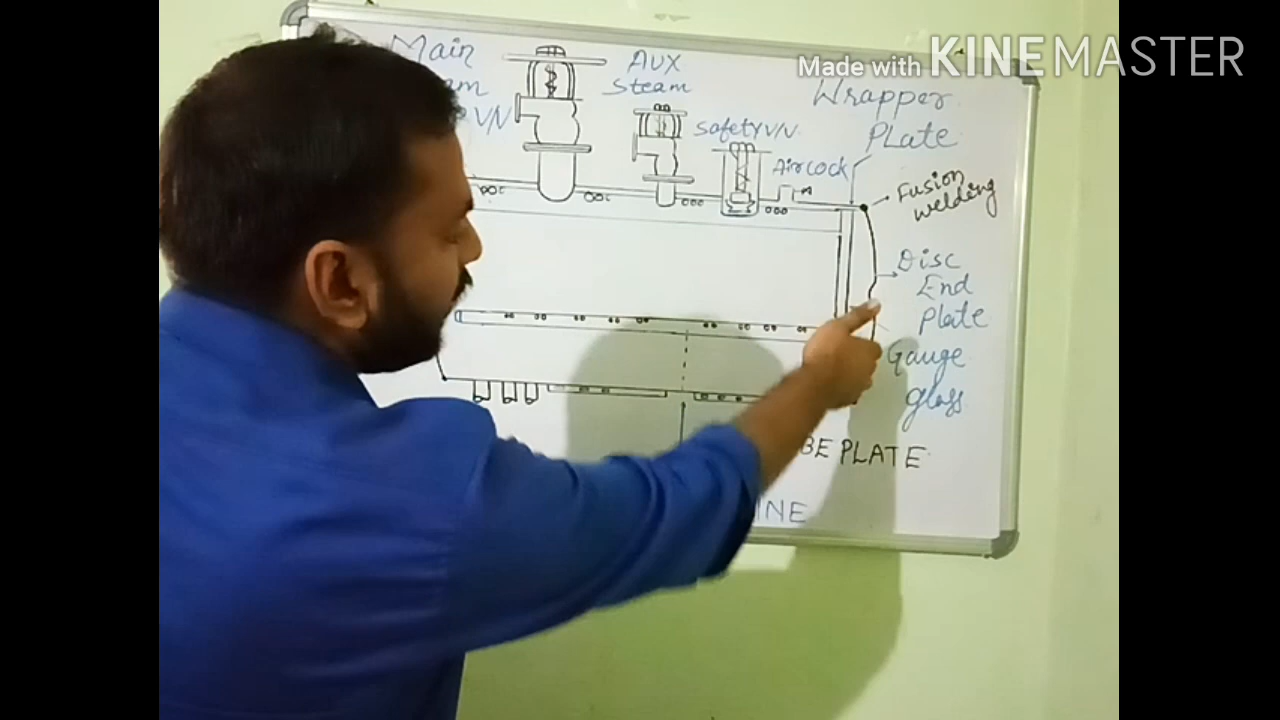 Made with KINEMASTER
Main
am
V/V
AUX
Steam
Safety V/V
Air cock
Wrapper
PLate
Fusion
welding
Disc
End
Plate
Gauge
glass
BE PLATE
INE